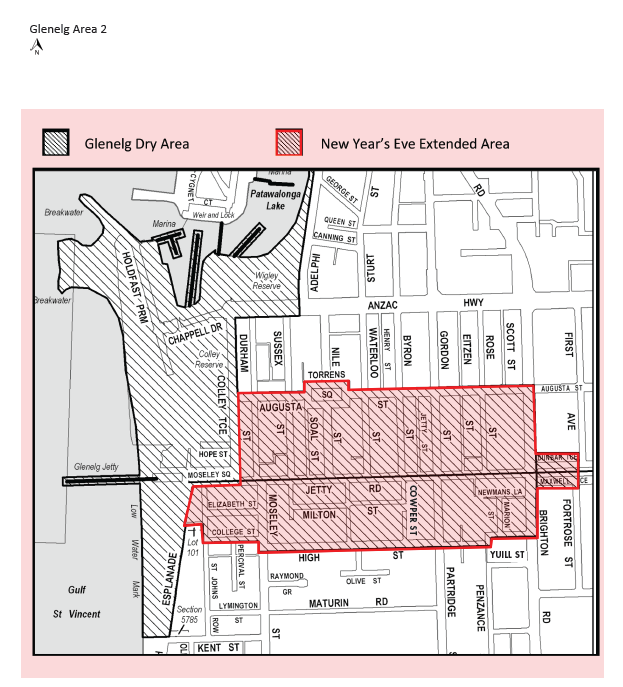 Glenelg Area 2
N
Glenelg Dry Area
New Year's Eve Extended Area
Marina
CYGNET
CT
Patawalonga
Lake
GEORGE ST
ST
RD
Breakwater
Weir and Lock
Marina
QUEEN ST
CANNING ST
HOLDFAST PRM
ADELPHI
STURT
Wigley
Reserve
Breakwater
ANZAC HWY
CHAPPELL DR
DURHAM
SUSSEX
NILE
WATERLOO
HENRY ST
BYRON
GORDON
EITZEN
ROSE
SCOTT ST
FIRST
Colley
Reserve
COLLEY TCE
TORRENS
SQ
AUGUSTA ST
AUGUSTA ST
ST
ST
SOAL ST
ST
ST
ST
JETTY ST
ST
ST
ST
AVE
HOPE ST
MOSELEY SQ
DUNBAR TCE
Glenelg Jetty
JETTY RD
MAXWELL CE
NEWMANS LA
ELIZABETH ST
MOSELEY
MILTON ST
COWPER ST
ST
MARION
COLLEGE ST
BRIGHTON
FORTROSE ST
Low
Water
Mark
Lot
101
ESPLANADE
ST JOHNS
ROW
PERCIVAL ST
HIGH ST
YUILL ST
RAYMOND
GR
OLIVE ST
PARTRIDGE
ST
PENZANCE
Gulf
St Vincent
Section
5785
LYMINGTON
ST
MATURIN RD
RD
ST
KENT ST